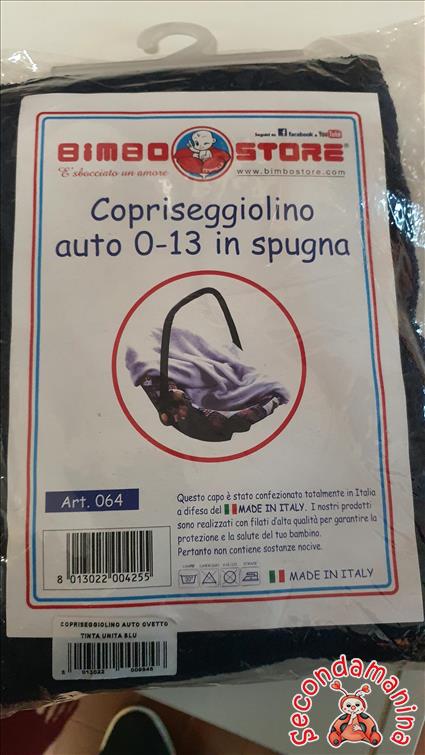 Seguici su facebook e YouTube
BIMBO STORE®
E' sbocciato un amore
www.bimbostore.com
Copriseggiolino
auto 0-13 in spugna
Art. 064
Questo capo è stato confezionato totalmente in Italia
a difesa del MADE IN ITALY. I nostri prodotti
sono realizzati con filati d'alta qualità per garantire la
protezione e la salute del tuo bambino.
Pertanto non contiene sostanze nocive.
8 013022 004255
MADE IN ITALY
COPRISEGGIOLINO AUTO OVETTO
TINTA UNITA BLU
secondamanina